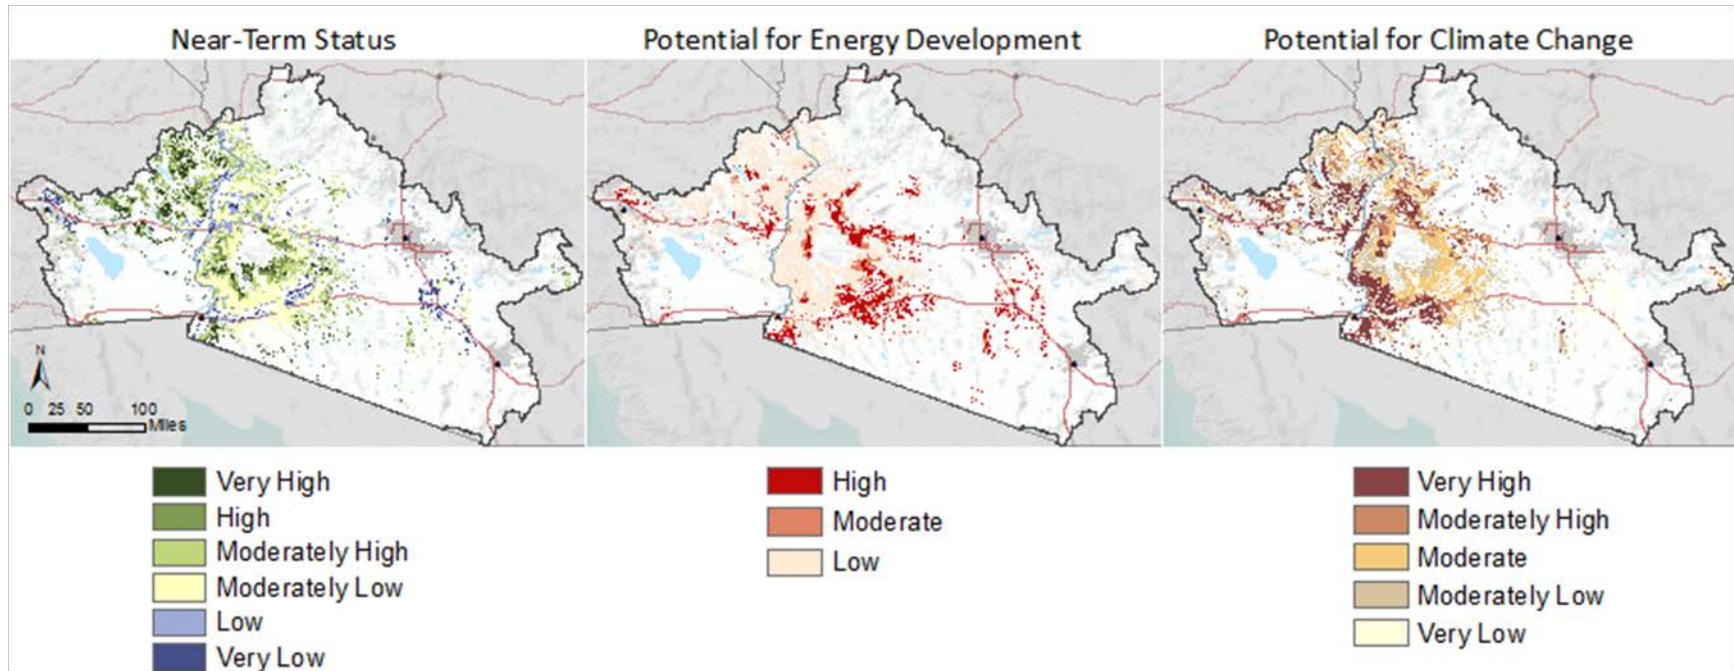 Near-Term Status
Potential for Energy Development
Potential for Climate Change
N
0 25 50 100
Miles
Very High
High
Moderately High
Moderately Low
Low
Very Low
High
Moderate
Low
Very High
Moderately High
Moderate
Moderately Low
Very Low